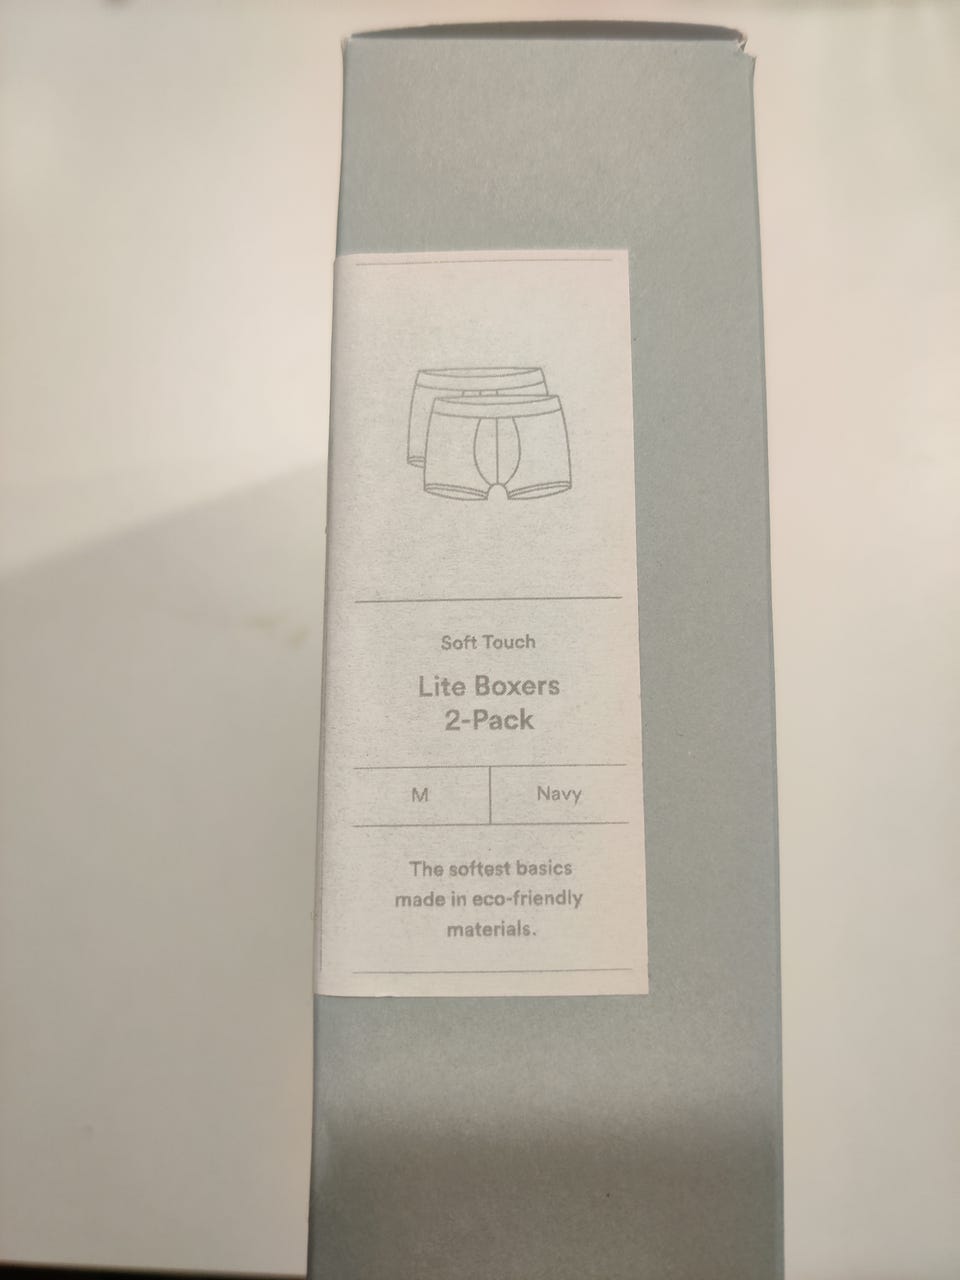 Soft Touch
Lite Boxers
2-Pack
M
Navy
The softest basics
made in eco-friendly
materials.